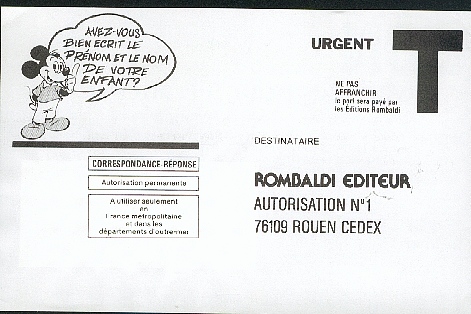 AVEZ-VOUS
BIEN ECRIT LE
PRÉNOM ET LE NOM
DE VOTRE
ENFANT?
URGENT
T
NE PAS
AFFRANCHIR
le port sera payé par
les Editions Rombaldi
DESTINATAIRE
CORRESPONDANCE-RÉPONSE
Autorisation permanente
A utiliser seulement
en
France métropolitaine
et dans les
départements d'outremer
ROMBALDI EDITEUR
AUTORISATION N° 1
76109 ROUEN CEDEX